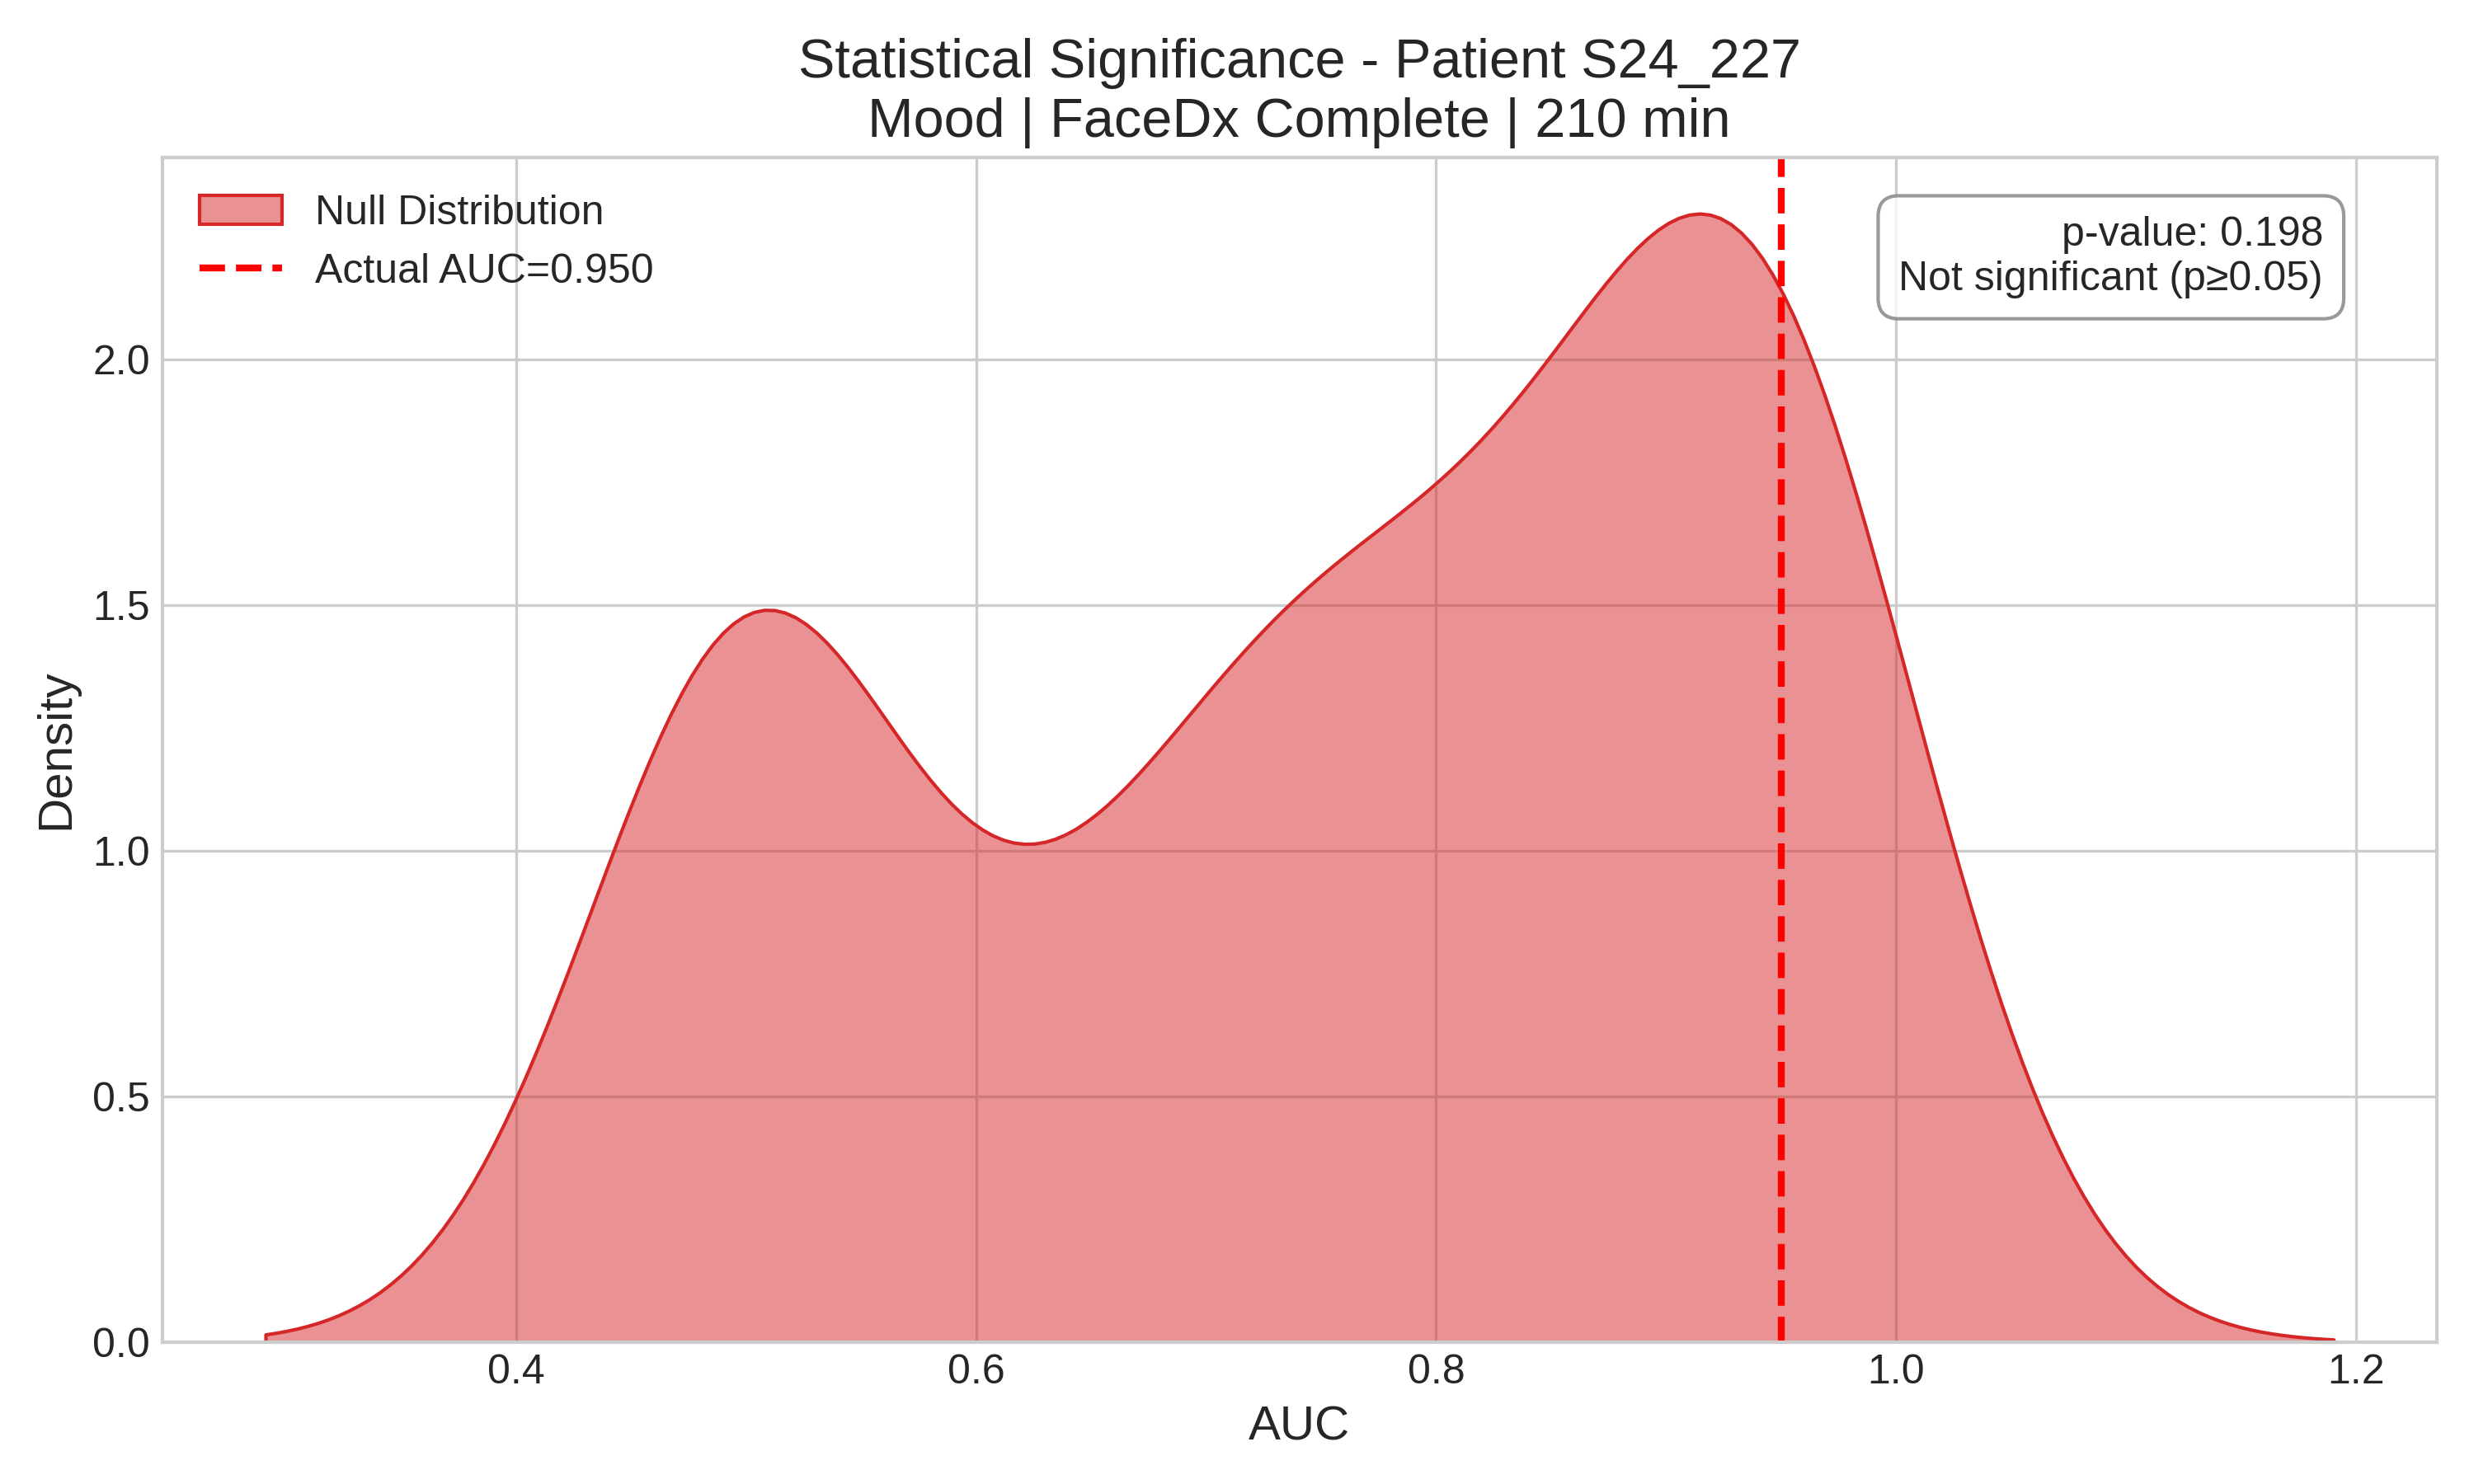 Statistical Significance - Patient S24_227
Mood | FaceDx Complete | 210 min
Null Distribution
Actual AUC=0.950
p-value: 0.198
Not significant (p≥0.05)
2.0
1.5
1.0
0.5
0.0
Density
0.4 0.6 0.8 1.0 1.2
AUC